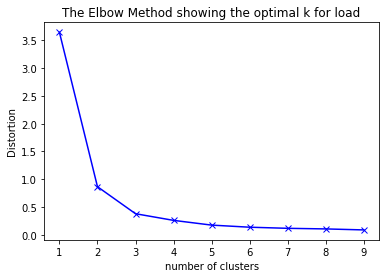 The Elbow Method showing the optimal k for load
3.5
3.0
2.5
2.0
1.5
1.0
0.5
0.0
Distortion
1 2 3 4 5 6 7 8 9
number of clusters